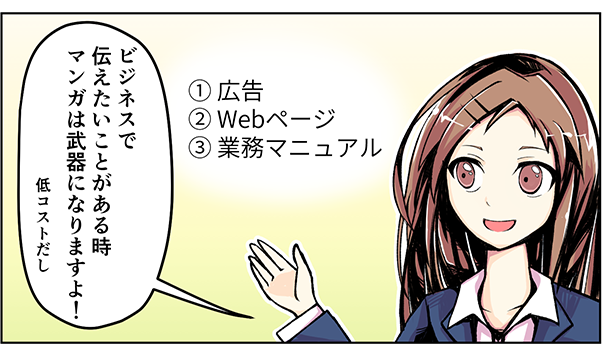 ビジネスで
伝えたいことがある時
マンガは武器になりますよ！
低コストだし
① 広告
② Webページ
③ 業務マニュアル